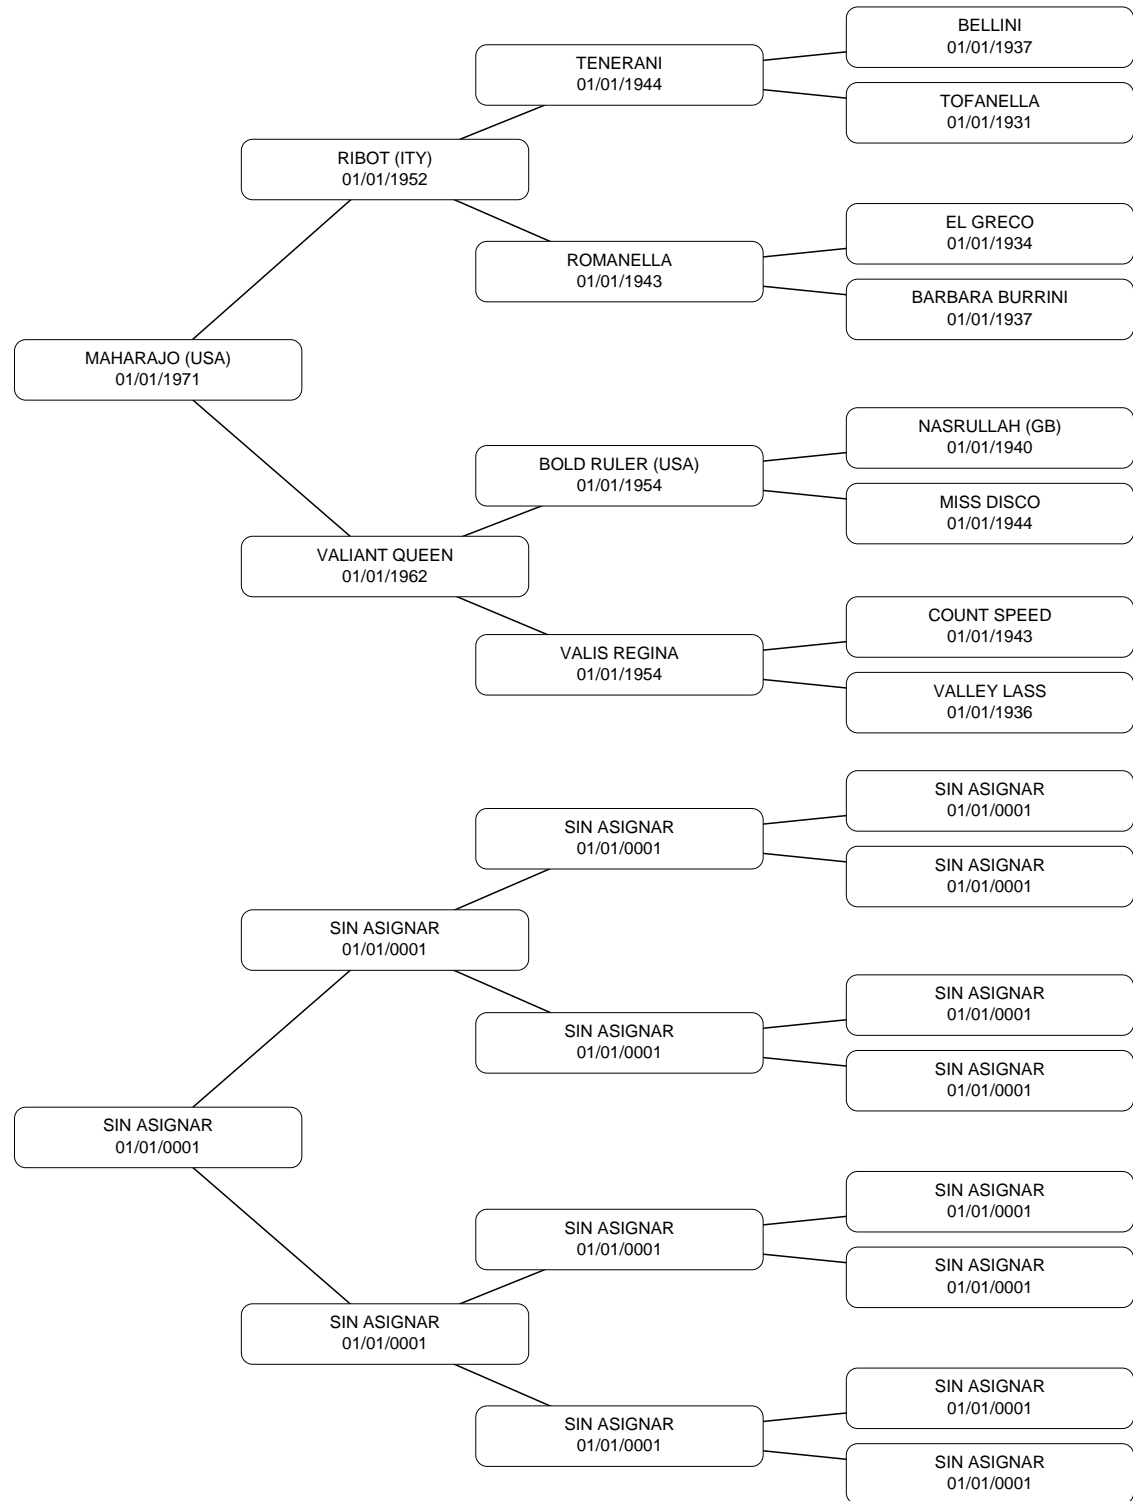 BELLINI
01/01/1937
TENERANI
01/01/1944
TOFANELLA
01/01/1931
RIBOT (ITY)
01/01/1952
EL GRECO
01/01/1934
ROMANELLA
01/01/1943
BARBARA BURRINI
01/01/1937
MAHARAJO (USA)
01/01/1971
NASRULLAH (GB)
01/01/1940
BOLD RULER (USA)
01/01/1954
MISS DISCO
01/01/1944
VALIANT QUEEN
01/01/1962
COUNT SPEED
01/01/1943
VALIS REGINA
01/01/1954
VALLEY LASS
01/01/1936
SIN ASIGNAR
01/01/0001
SIN ASIGNAR
01/01/0001
SIN ASIGNAR
01/01/0001
SIN ASIGNAR
01/01/0001
SIN ASIGNAR
01/01/0001
SIN ASIGNAR
01/01/0001
SIN ASIGNAR
01/01/0001
SIN ASIGNAR
01/01/0001
SIN ASIGNAR
01/01/0001
SIN ASIGNAR
01/01/0001
SIN ASIGNAR
01/01/0001
SIN ASIGNAR
01/01/0001
SIN ASIGNAR
01/01/0001
SIN ASIGNAR
01/01/0001
SIN ASIGNAR
01/01/0001